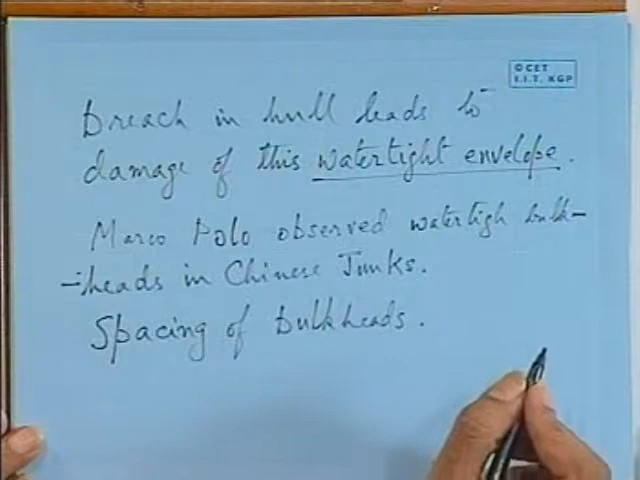 © CET
I.I.T. KGP
Breach in hull leads to
damage of this watertight envelope.
Marco Polo observed watertigh bulk-
-heads in Chinese Junks.
Spacing of bulkheads.